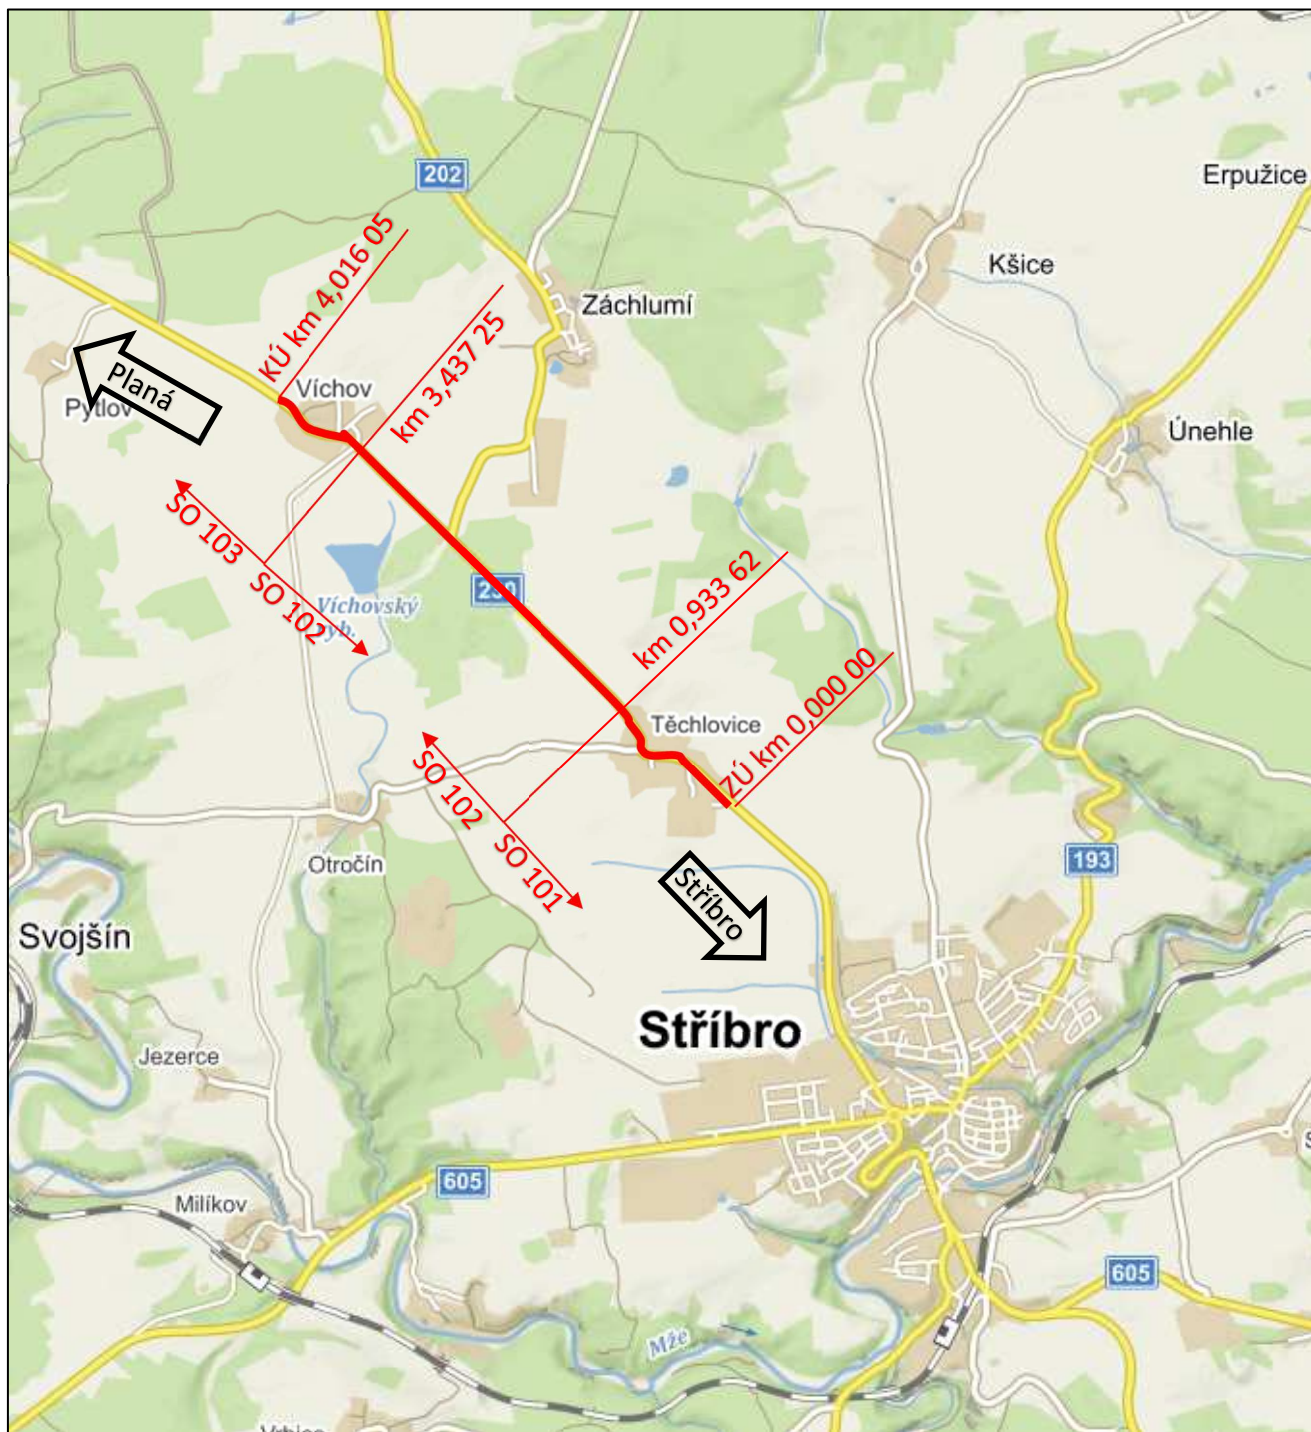 202
Erpužice
KÚ km 4,016 05
Kšice
Záchlumí
km 3,437 25
Planá
Víchov
Pytlov
Únehle
SO 103
SO 102
Víchovský
km 0,933 62
Těchlovice
ZÚ km 0,000 00
SO 102
SO 101
193
Otročín
Stříbro
Svojšín
Stříbro
Jezerce
605
Milíkov
605
Mže